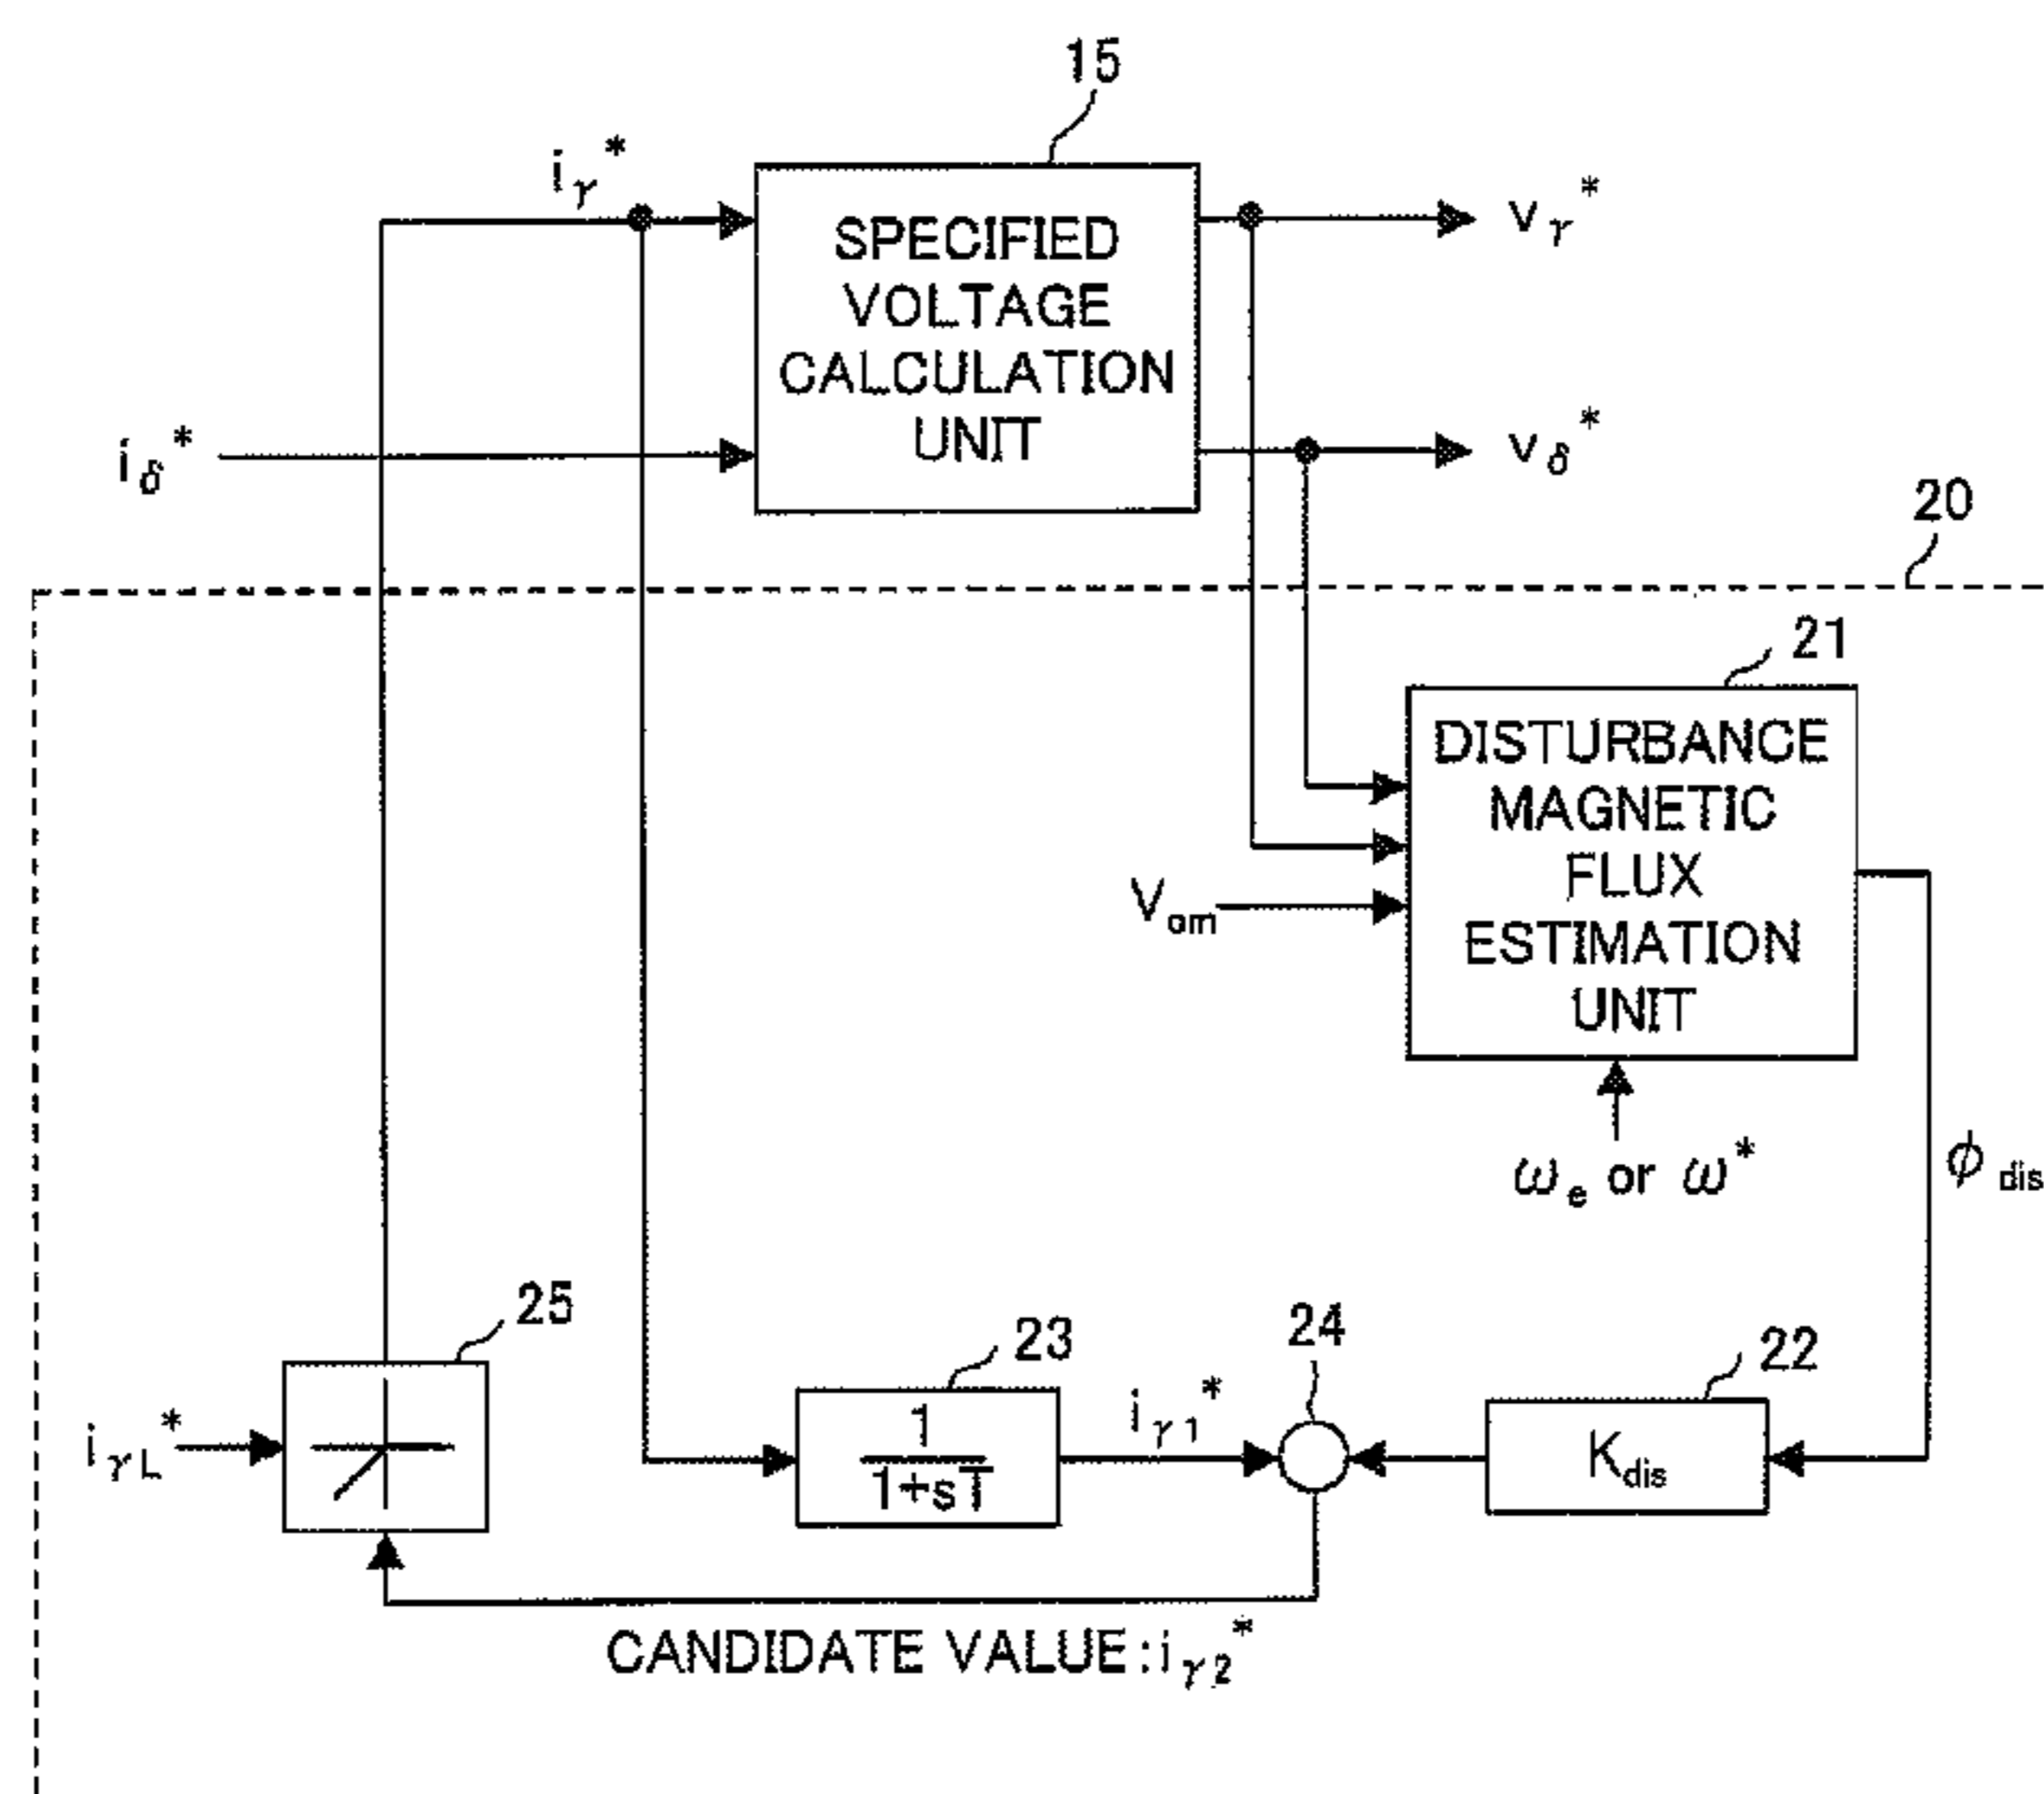 15
iγ*
SPECIFIED
VOLTAGE
CALCULATION
UNIT
vγ*
iδ*
vδ*
20
21
DISTURBANCE
MAGNETIC
FLUX
ESTIMATION
UNIT
Vom
ωe or ω*
φdis
25
23
24
22
iγL*
1
1+sT
iγ1*
Kdis
CANDIDATE VALUE:iγ2*